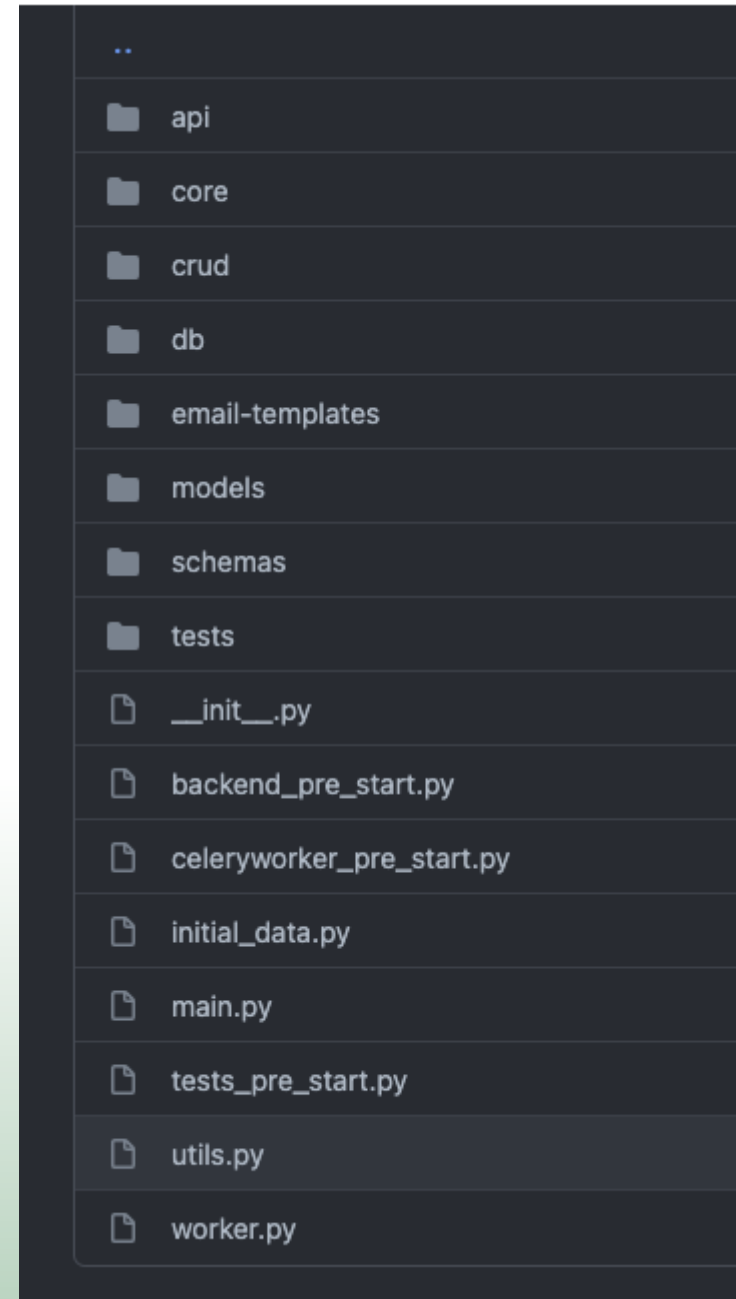 ..
api
core
crud
db
email-templates
models
schemas
tests
__init__.py
backend_pre_start.py
celeryworker_pre_start.py
initial_data.py
main.py
tests_pre_start.py
utils.py
worker.py